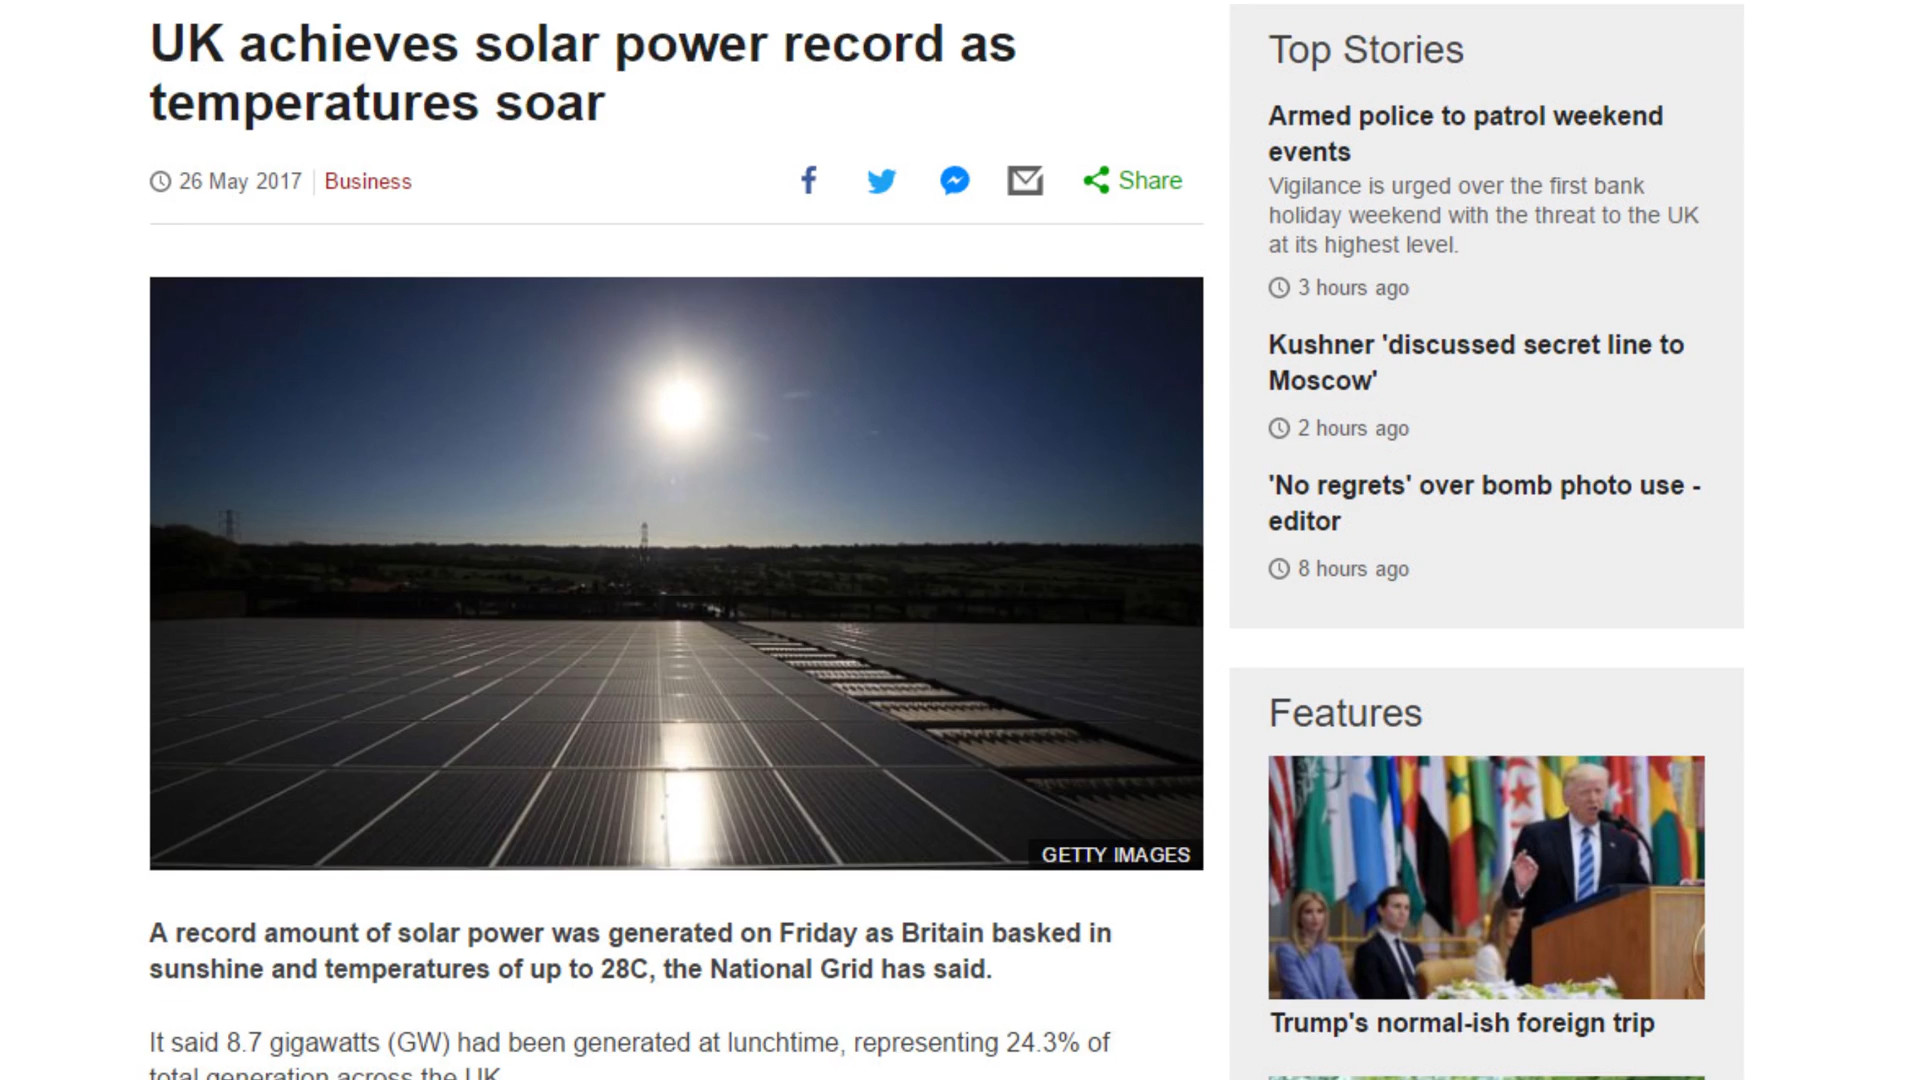 UK achieves solar power record as
temperatures soar
26 May 2017
Business
Share
GETTY IMAGES
A record amount of solar power was generated on Friday as Britain basked in
sunshine and temperatures of up to 28C, the National Grid has said.
It said 8.7 gigawatts (GW) had been generated at lunchtime, representing 24.3% of
total generation across the UK.
Top Stories
Armed police to patrol weekend
events
Vigilance is urged over the first bank
holiday weekend with the threat to the UK
at its highest level.
3 hours ago
Kushner 'discussed secret line to
Moscow'
2 hours ago
'No regrets' over bomb photo use -
editor
8 hours ago
Features
Trump's normal-ish foreign trip